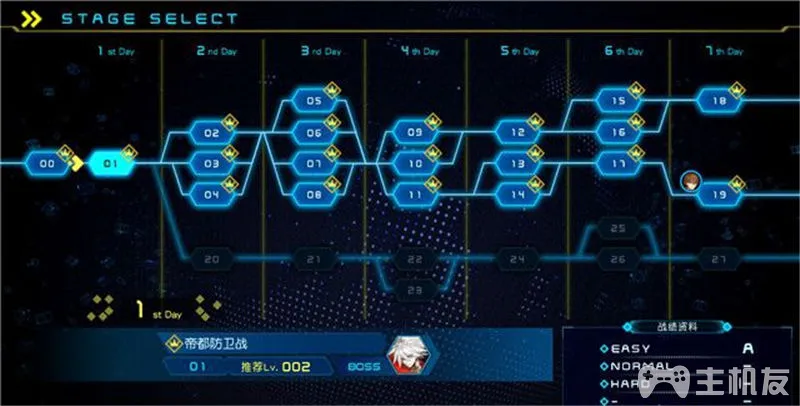 STAGE SELECT
1 st Day
2 nd Day
3 rd Day
4 th Day
5 th Day
6 th Day
7 th Day
05 15 18
02 06 09 12 16
00 01 03 07 10 13 17
04 08 11 14 19
25
20 21 22 24 26 27
23
1 st Day
帝都防卫战
01 推荐Lv. 002 BOSS
战绩资料
EASY A
NORMAL -
HARD -
- -
主机友